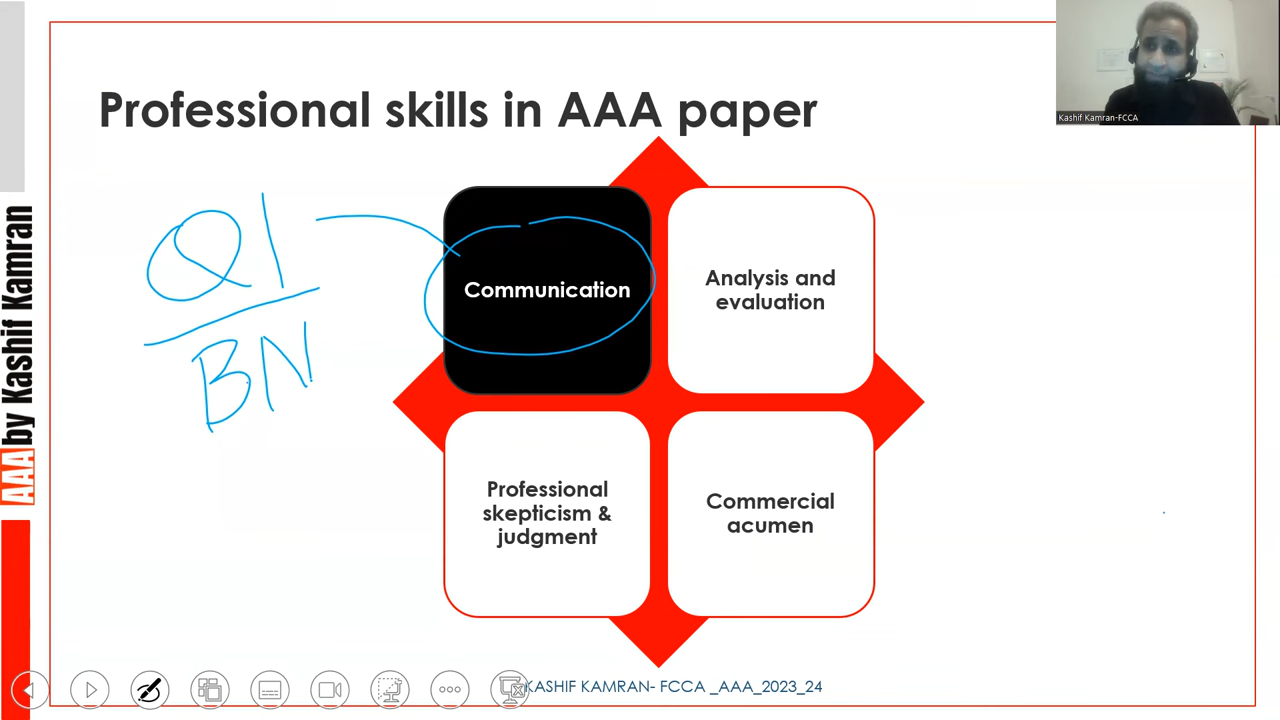 Professional skills in AAA paper
Kashif Kamran-FCCA
AAA by Kashif Kamran
Q1
BN
Communication
Analysis and
evaluation
Professional
skepticism &
judgment
Commercial
acumen
KASHIF KAMRAN- FCCA _AAA_2023_24